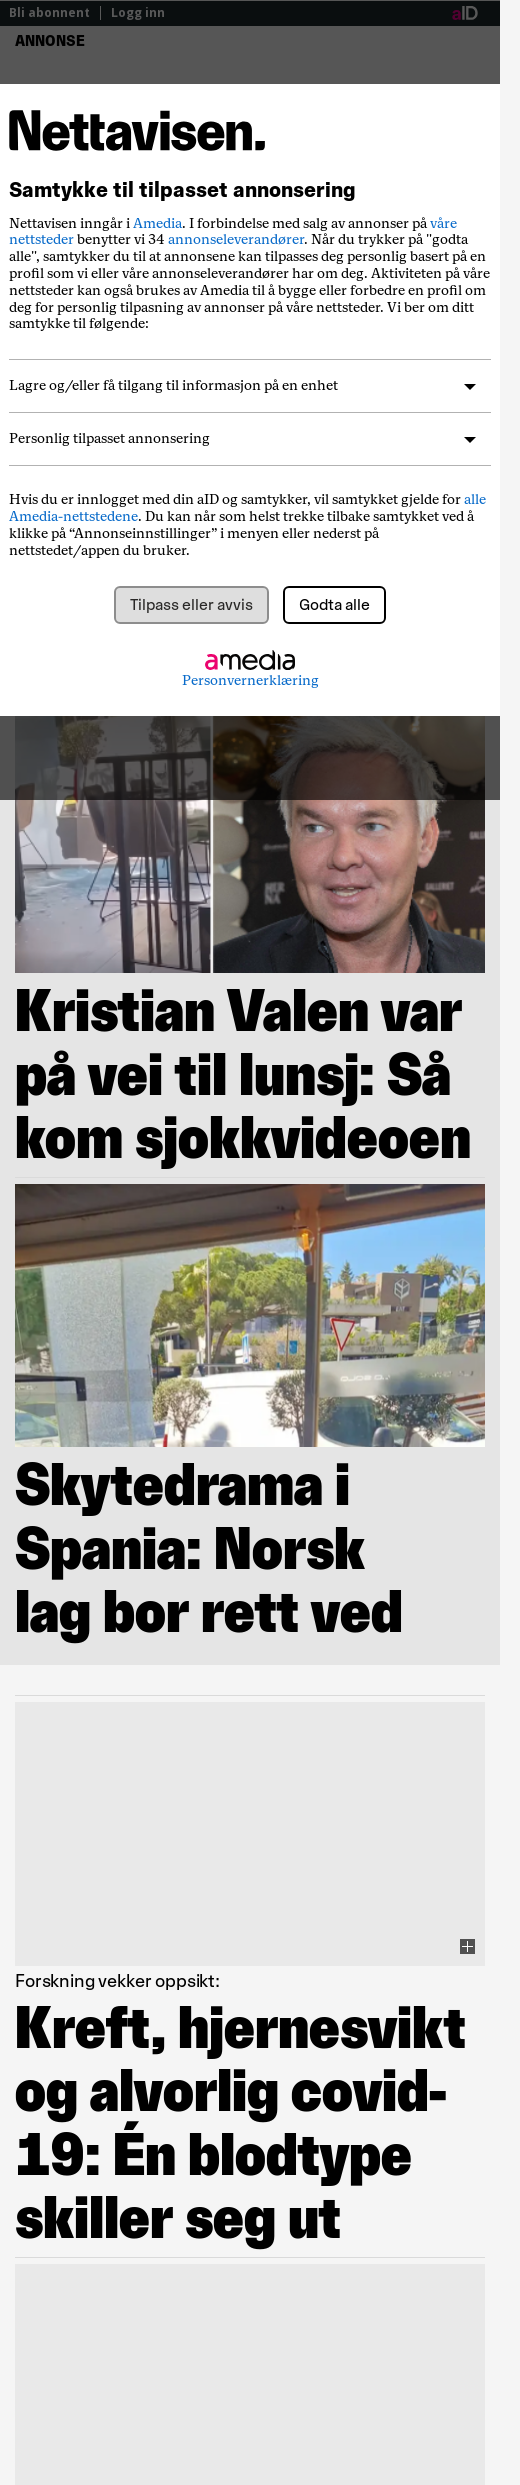 Bli abonnent | Logg inn
aID
ANNONSE
Nettavisen.
Samtykke til tilpasset annonsering
Nettavisen inngår i Amedia. I forbindelse med salg av annonser på våre
nettsteder benytter vi 34 annonseleverandører. Når du trykker på "godta
alle", samtykker du til at annonsene kan tilpasses deg personlig basert på en
profil som vi eller våre annonseleverandører har om deg. Aktiviteten på våre
nettsteder kan også brukes av Amedia til å bygge eller forbedre en profil om
deg for personlig tilpasning av annonser på våre nettsteder. Vi ber om ditt
samtykke til følgende:
Lagre og/eller få tilgang til informasjon på en enhet
Personlig tilpasset annonsering
Hvis du er innlogget med din aID og samtykker, vil samtykket gjelde for alle
Amedia-nettstedene. Du kan når som helst trekke tilbake samtykket ved å
klikke på “Annonseinnstillinger” i menyen eller nederst på
nettstedet/appen du bruker.
Tilpass eller avvis
Godta alle
amedia
Personvernerklæring
Kristian Valen var
på vei til lunsj: Så
kom sjokkvideoen
Skytedrama i
Spania: Norsk
lag bor rett ved
Forskning vekker oppsikt:
Kreft, hjernesvikt
og alvorlig covid-
19: Én blodtype
skiller seg ut